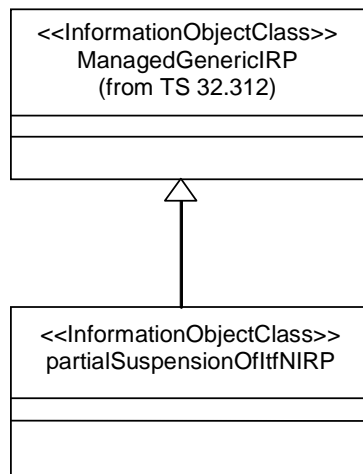 <<InformationObjectClass>>
ManagedGenericIRP
(from TS 32.312)
<<InformationObjectClass>>
partialSuspensionOfItfNIRP